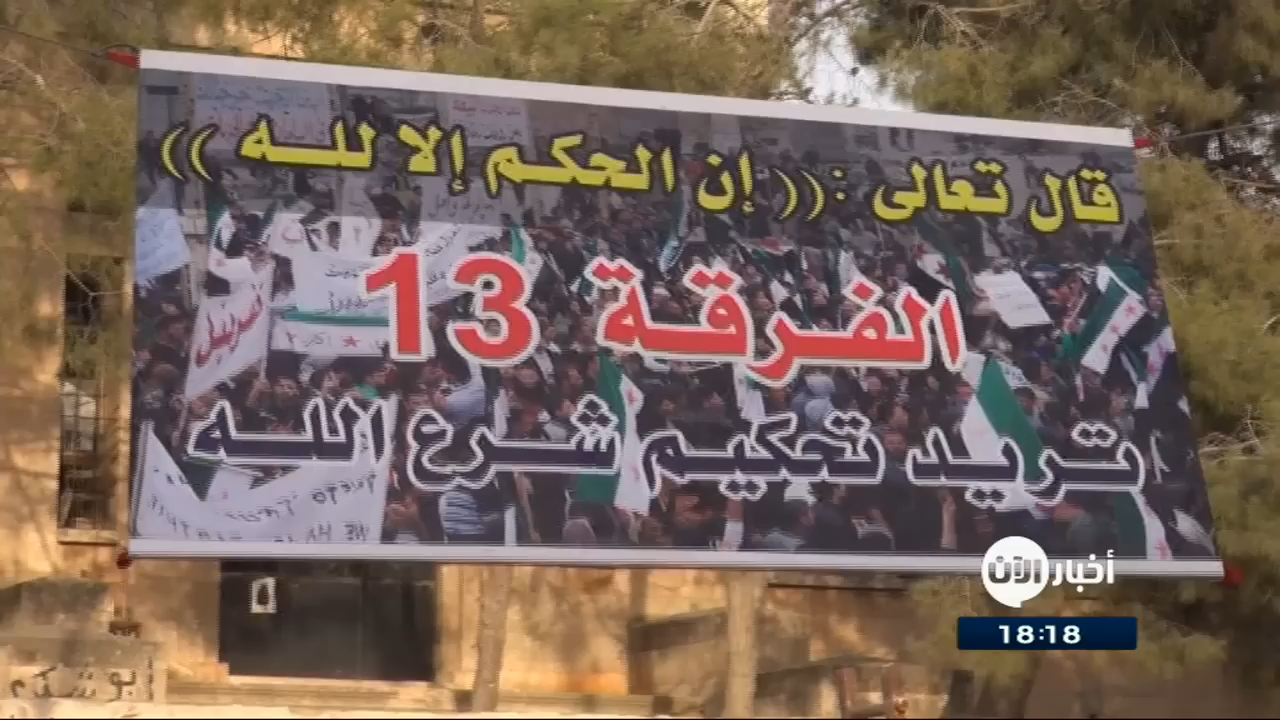 قال تعالى :(( إن الحكم إلا لله ))
الفرقة 13
تريد تحكيم شرع الله
أخبار الآن
18:18